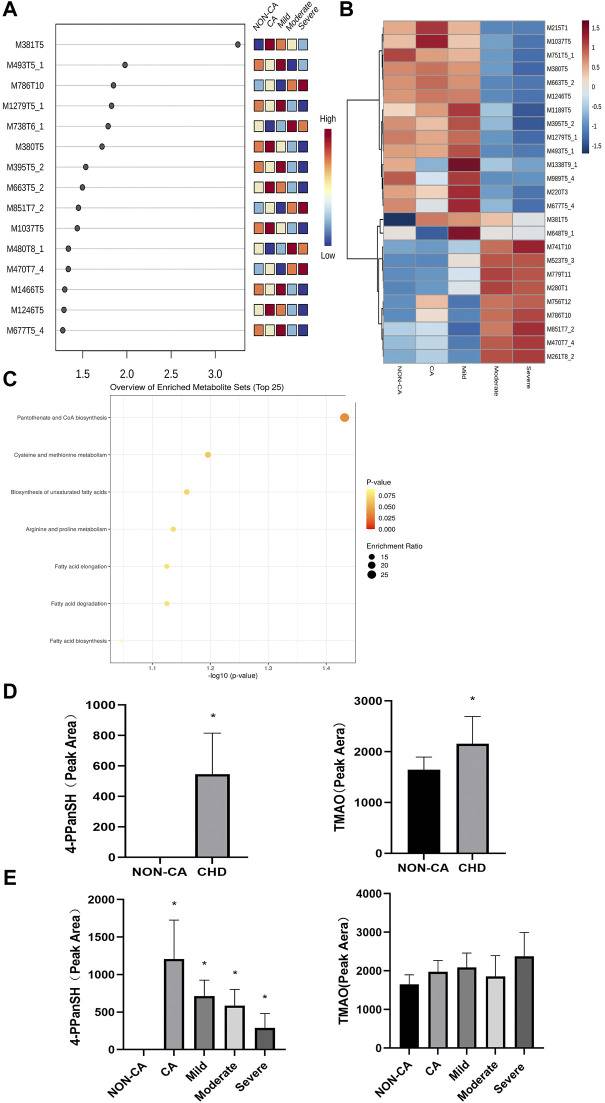 A
NON-CA
CA
Mild
Moderate
Severe
M381T5
M493T5_1
M786T10
M1279T5_1
M738T6_1
M380T5
M395T5_2
M663T5_2
M851T7_2
M1037T5
M480T8_1
M470T7_4
M1466T5
M1246T5
M677T5_4
High
Low
1.5 2.0 2.5 3.0
B
M215T1
M1037T5
M751T5_1
M380T5
M663T5_2
M1246T5
M1189T5
M395T5_2
M1279T5_1
M493T5_1
M1338T9_1
M989T5_4
M220T3
M677T5_4
M381T5
M648T9_1
M741T10
M523T9_3
M779T11
M280T1
M756T12
M786T10
M851T7_2
M470T7_4
M261T8_2
NON-CA
CA
Mild
Moderate
Severe
1.5
1
0.5
0
-0.5
-1
-1.5
C
Overview of Enriched Metabolite Sets (Top 25)
Pantothenate and CoA biosynthesis
Cysteine and methionine metabolism
Biosynthesis of unsaturated fatty acids
Arginine and proline metabolism
Fatty acid elongation
Fatty acid degradation
Fatty acid biosynthesis
1.1 1.2 1.3 1.4
-log10 (p-value)
P-value
0.075
0.050
0.025
0.000
Enrichment Ratio
15
20
25
D
4-PPanSH（Peak Area）
1000
800
600
400
200
0
*
NON-CA CHD
TMAO（Peak Aera）
3000
2000
1000
0
*
NON-CA CHD
E
4-PPanSH（Peak Area）
2000
1500
1000
500
0
* * * *
NON-CA
CA
Mild
Moderate
Severe
TMAO(Peak Aera)
4000
3000
2000
1000
0
NON-CA
CA
Mild
Moderate
Severe